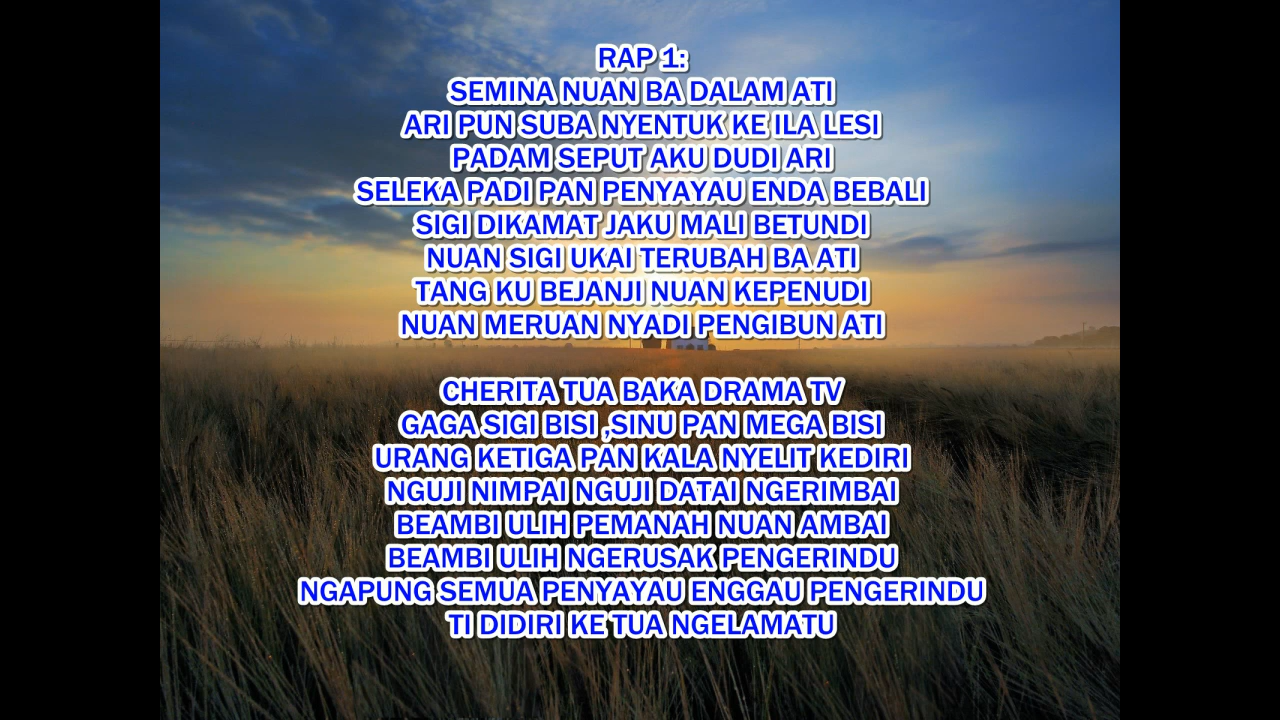 RAP 1:
SEMINA NUAN BA DALAM ATI
ARI PUN SUBA NYENTUK KE ILA LESI
PADAM SEPUT AKU DUDI ARI
SELEKA PADI PAN PENYAYAU ENDA BEBALI
SIGI DIKAMAT JAKU MALI BETUNDI
NUAN SIGI UKAI TERUBAH BA ATI
TANG KU BEJANJI NUAN KEPENUDI
NUAN MERUAN NYADI PENGIBUN ATI
CHERITA TUA BAKA DRAMA TV
GAGA SIGI BISI ,SINU PAN MEGA BISI
URANG KETIGA PAN KALA NYELIT KEDIRI
NGUJI NIMPAI NGUJI DATAI NGERIMBAI
BEAMBI ULIH PEMANAH NUAN AMBAI
BEAMBI ULIH NGERUSAK PENGERINDU
NGAPUNG SEMUA PENYAYAU ENGGAU PENGERINDU
TI DIDIRI KE TUA NGELAMATU